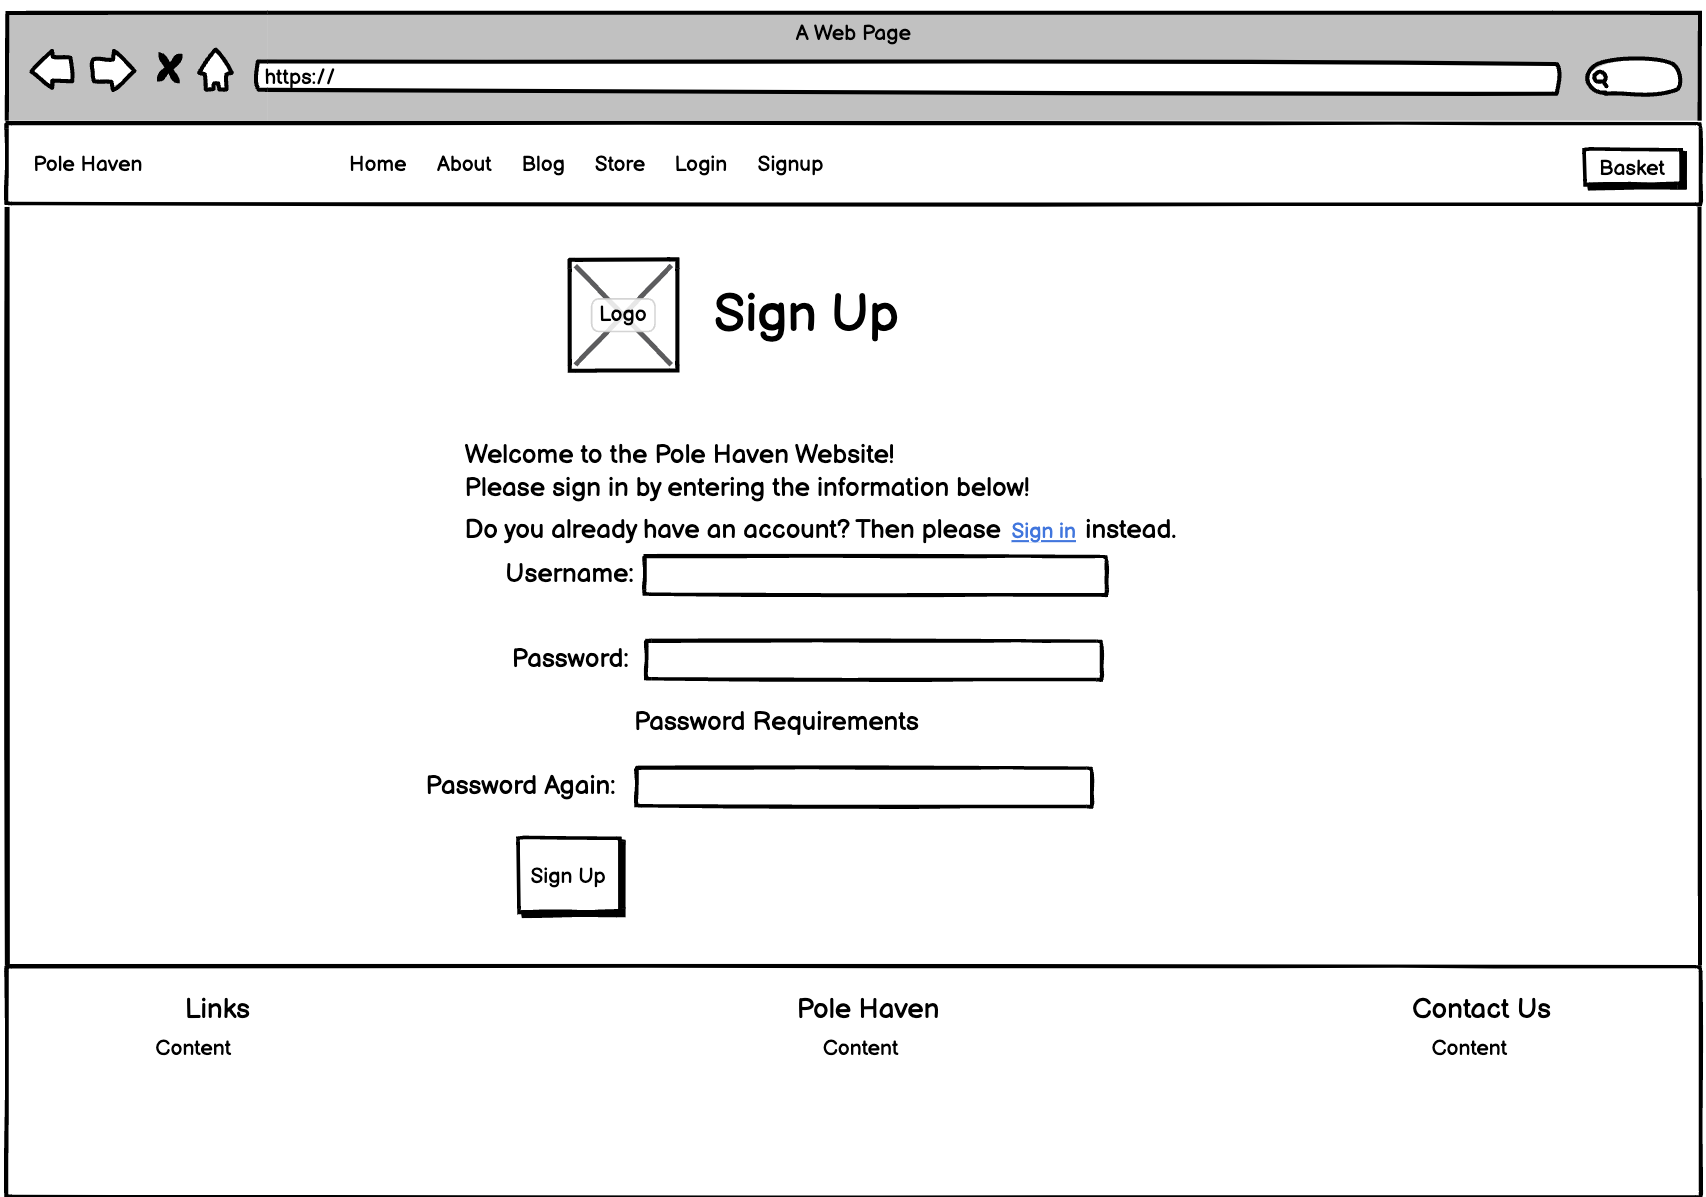 A Web Page
https://
Pole Haven Home About Blog Store Login Signup Basket
Logo
Sign Up
Welcome to the Pole Haven Website!
Please sign in by entering the information below!
Do you already have an account? Then please Sign in instead.
Username:
Password:
Password Requirements
Password Again:
Sign Up
Links Pole Haven Contact Us
Content Content Content